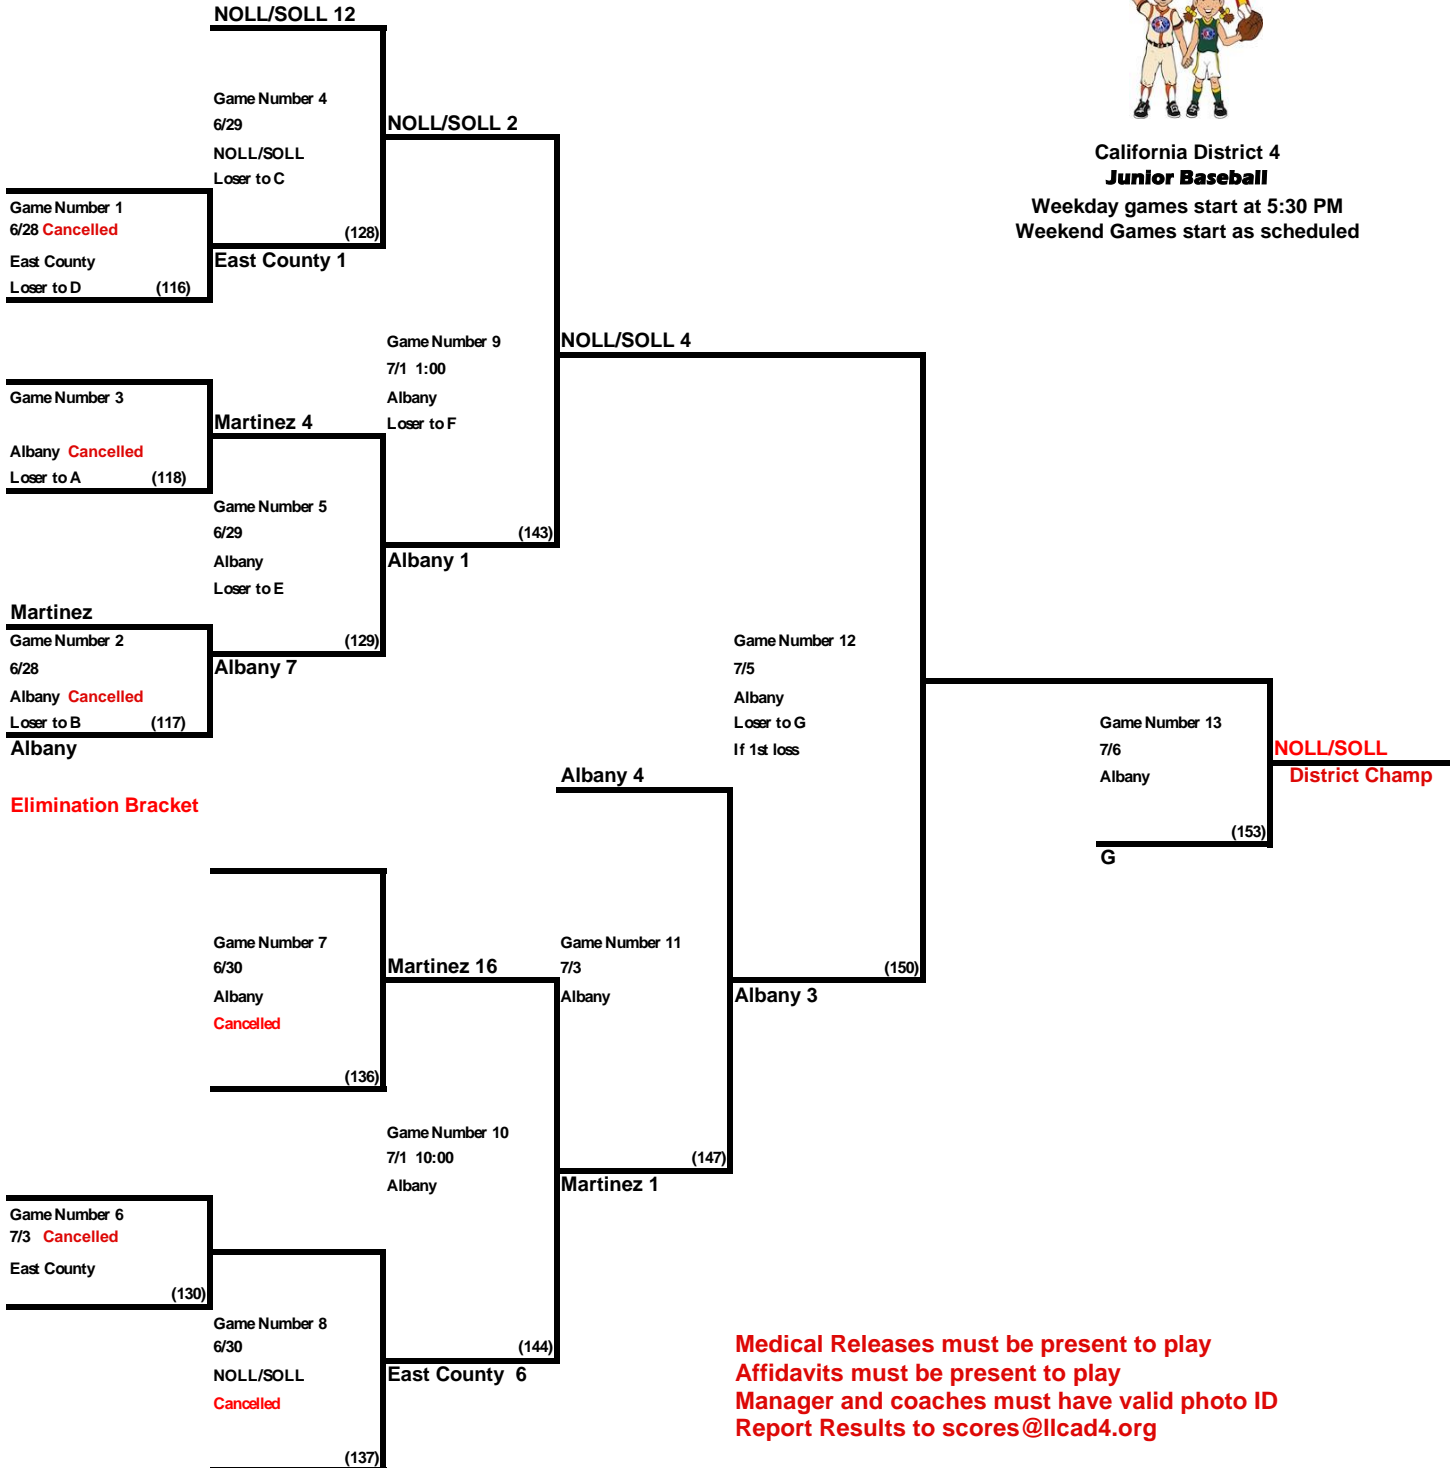 NOLL/SOLL 12
Game Number 4
6/29
NOLL/SOLL
Loser to C
(128)
NOLL/SOLL 2
California District 4
Junior Baseball
Weekday games start at 5:30 PM
Weekend Games start as scheduled
Game Number 1
6/28 Cancelled
East County
Loser to D (116)
East County 1
Game Number 9
7/1 1:00
Albany
Loser to F
(143)
NOLL/SOLL 4
Game Number 3
Albany Cancelled
Loser to A (118)
Martinez 4
Game Number 5
6/29
Albany
Loser to E
(129)
Albany 1
Martinez
Game Number 2
6/28
Albany Cancelled
Loser to B (117)
Albany
Albany 7
Game Number 12
7/5
Albany
Loser to G
If 1st loss
(150)
Game Number 13
7/6
Albany
(153)
G
NOLL/SOLL
District Champ
Elimination Bracket
Albany 4
Game Number 7
6/30
Albany
Cancelled
(136)
Martinez 16
Game Number 11
7/3
Albany
(147)
Albany 3
Game Number 10
7/1 10:00
Albany
(144)
Martinez 1
Game Number 6
7/3 Cancelled
East County
(130)
Game Number 8
6/30
NOLL/SOLL
Cancelled
(137)
East County 6
Medical Releases must be present to play
Affidavits must be present to play
Manager and coaches must have valid photo ID
Report Results to scores@llcad4.org